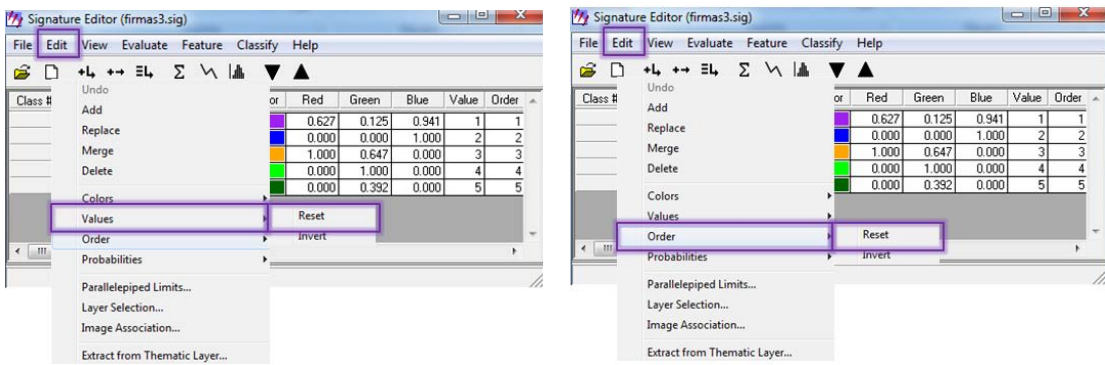 Signature Editor (firmas3.sig)
File Edit View Evaluate Feature Classify Help
Σ
Class # or Red Green Blue Value Order
0.627 0.125 0.941 1 1
0.000 0.000 1.000 2 2
1.000 0.647 0.000 3 3
0.000 1.000 0.000 4 4
0.000 0.392 0.000 5 5
Undo
Add
Replace
Merge
Delete
Colors
Values
Order
Probabilities
Parallelepiped Limits...
Layer Selection...
Image Association...
Extract from Thematic Layer...
Reset
Invert
Signature Editor (firmas3.sig)
File Edit View Evaluate Feature Classify Help
Σ
Class # or Red Green Blue Value Order
0.627 0.125 0.941 1 1
0.000 0.000 1.000 2 2
1.000 0.647 0.000 3 3
0.000 1.000 0.000 4 4
0.000 0.392 0.000 5 5
Undo
Add
Replace
Merge
Delete
Colors
Values
Order
Probabilities
Parallelepiped Limits...
Layer Selection...
Image Association...
Extract from Thematic Layer...
Reset
Invert